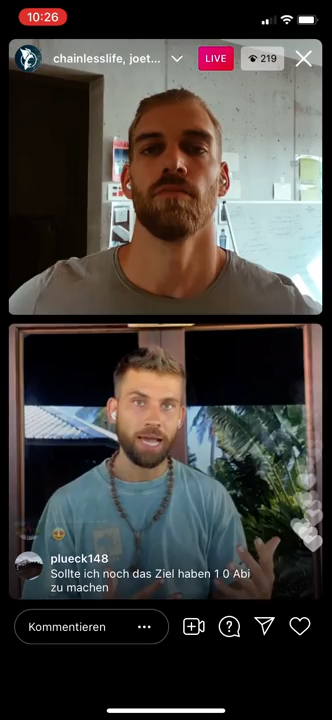 10:26
chainlesslife, joet...
LIVE
219
plueck148
Sollte ich noch das Ziel haben 1 0 Abi
zu machen
Kommentieren